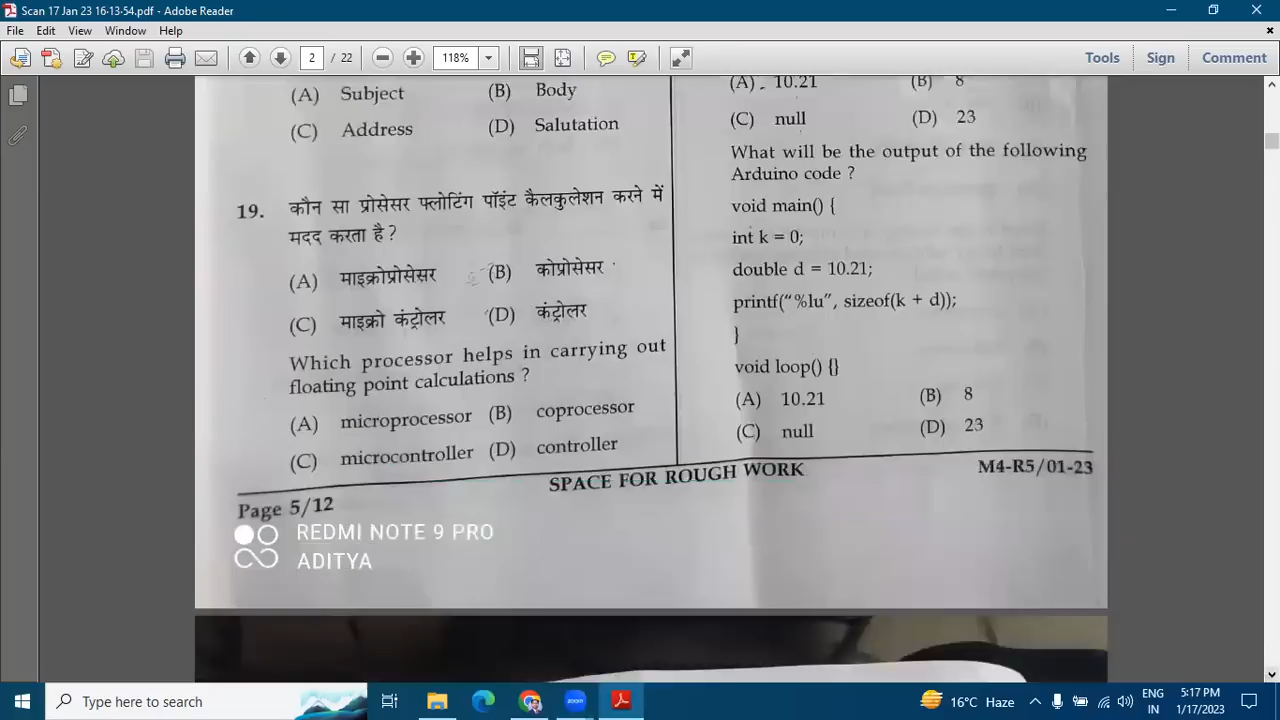 Scan 17 Jan 23 16-13-54.pdf - Adobe Reader
File Edit View Window Help
2 / 22 118% Tools Sign Comment
(A) Subject (B) Body
(C) Address (D) Salutation
19. कौन सा प्रोसेसर फ्लोटिंग पॉइंट कैलकुलेशन करने में
मदद करता है ?
(A) माइक्रोप्रोसेसर (B) कोप्रोसेसर
(C) माइक्रो कंट्रोलर (D) कंट्रोलर
Which processor helps in carrying out
floating point calculations ?
(A) microprocessor (B) coprocessor
(C) microcontroller (D) controller
(A) 10.21 (B) 8
(C) null (D) 23
What will be the output of the following
Arduino code ?
void main() {
int k = 0;
double d = 10.21;
printf(“%lu”, sizeof(k + d));
}
void loop() {}
(A) 10.21 (B) 8
(C) null (D) 23
Page 5/12 SPACE FOR ROUGH WORK M4-R5/01-23
REDMI NOTE 9 PRO
ADITYA
Type here to search
zoom
16°C Haze
ENG
IN
5:17 PM
1/17/2023